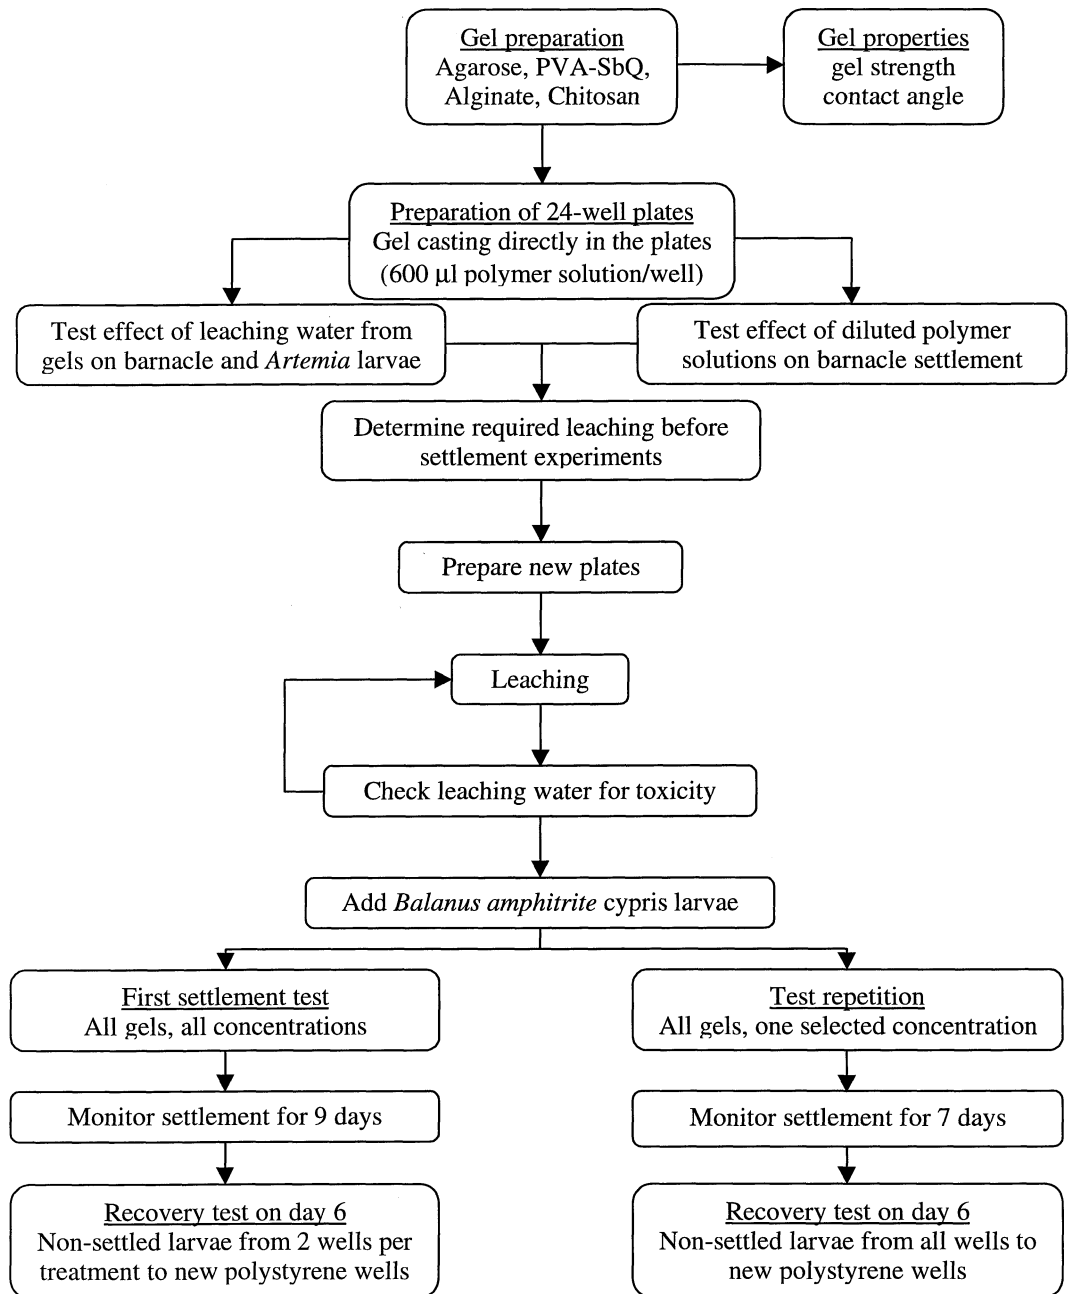 Gel preparation
Agarose, PVA-SbQ,
Alginate, Chitosan
Gel properties
gel strength
contact angle
Preparation of 24-well plates
Gel casting directly in the plates
(600 µl polymer solution/well)
Test effect of leaching water from
gels on barnacle and Artemia larvae
Test effect of diluted polymer
solutions on barnacle settlement
Determine required leaching before
settlement experiments
Prepare new plates
Leaching
Check leaching water for toxicity
Add Balanus amphitrite cypris larvae
First settlement test
All gels, all concentrations
Test repetition
All gels, one selected concentration
Monitor settlement for 9 days
Monitor settlement for 7 days
Recovery test on day 6
Non-settled larvae from 2 wells per
treatment to new polystyrene wells
Recovery test on day 6
Non-settled larvae from all wells to
new polystyrene wells